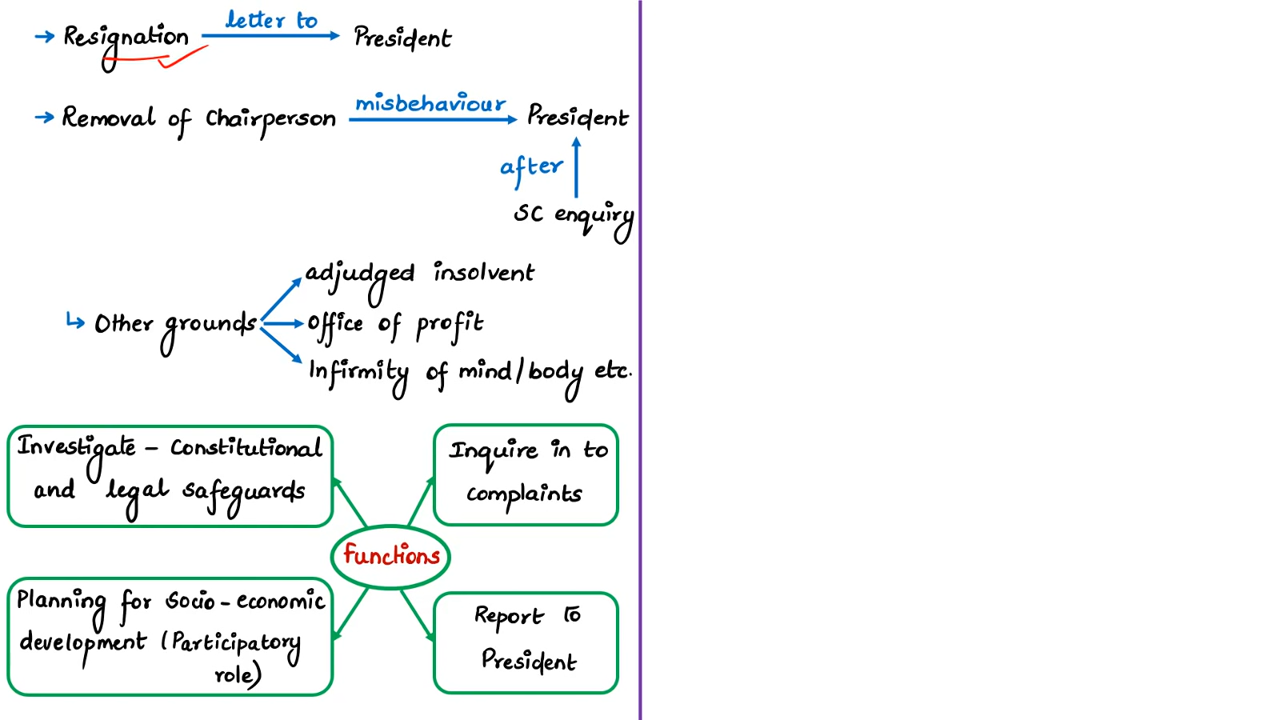 → Resignation letter to → President
→ Removal of Chairperson misbehaviour → President
after
SC enquiry
adjudged insolvent
↳ Other grounds → office of profit
Infirmity of mind/body etc.
Investigate - Constitutional
and legal safeguards
Inquire in to
complaints
Functions
Planning for Socio-economic
development (Participatory
role)
Report to
President